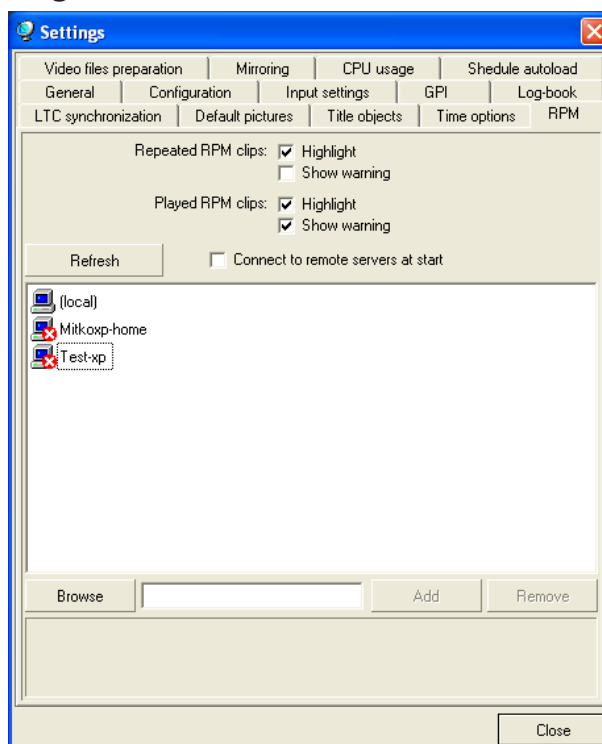 Settings
Video files preparation Mirroring CPU usage Shedule autoload
General Configuration Input settings GPI Log-book
LTC synchronization Default pictures Title objects Time options RPM
Repeated RPM clips: Highlight
Show warning
Played RPM clips: Highlight
Show warning
Refresh Connect to remote servers at start
(local)
Mitkoxp-home
Test-xp
Browse Add Remove
Close